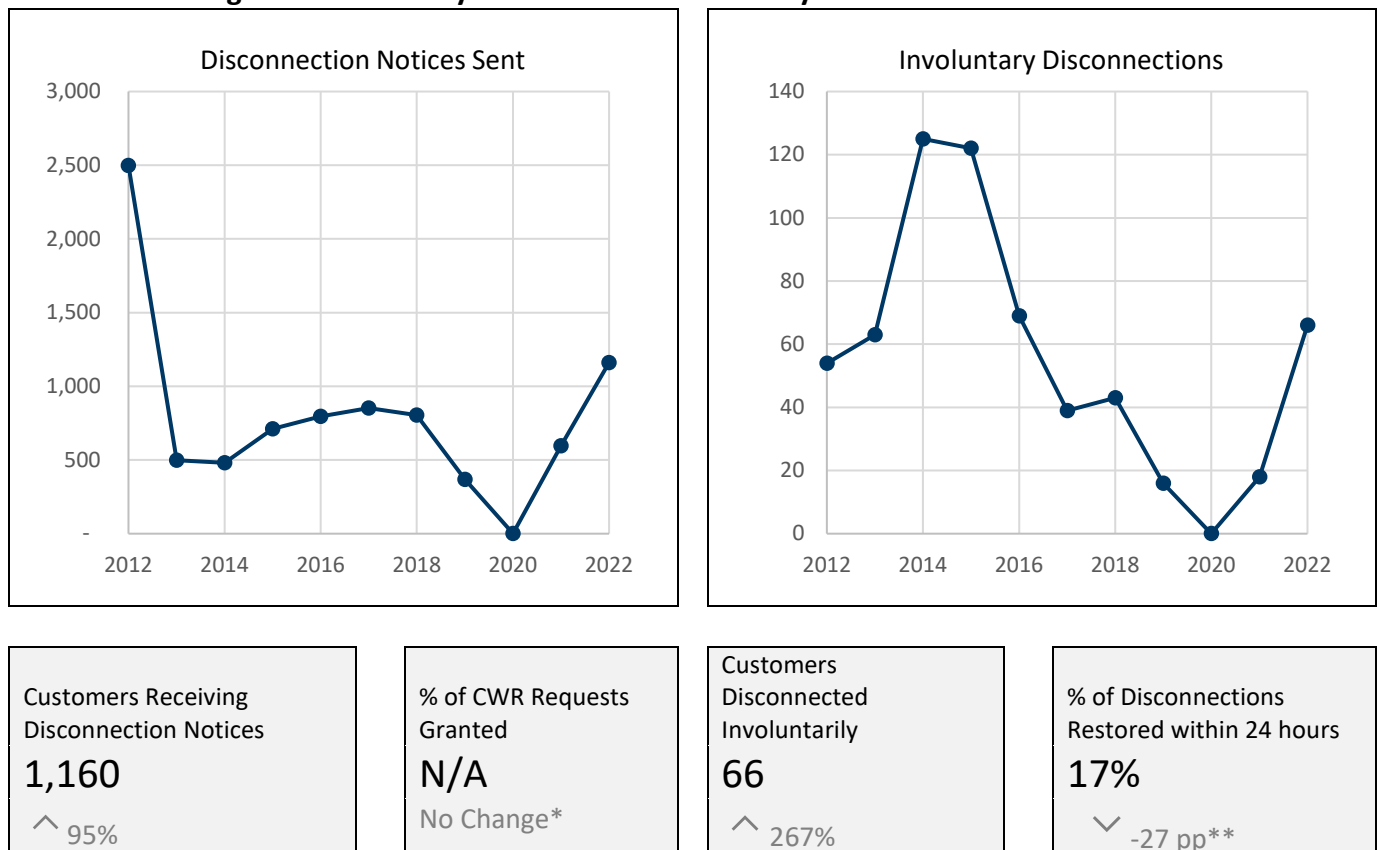 Disconnection Notices Sent
3,000
2,500
2,000
1,500
1,000
500
-
2012 2014 2016 2018 2020 2022
Involuntary Disconnections
140
120
100
80
60
40
20
0
2012 2014 2016 2018 2020 2022
Customers Receiving
Disconnection Notices
1,160
95%
% of CWR Requests
Granted
N/A
No Change*
Customers
Disconnected
Involuntarily
66
267%
% of Disconnections
Restored within 24 hours
17%
-27 pp**